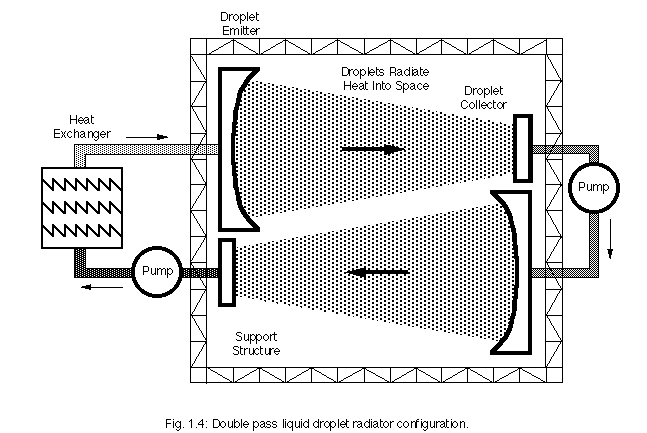 Droplet
Emitter
Droplets Radiate
Heat Into Space
Droplet
Collector
Heat
Exchanger
Pump
Pump
Support
Structure
Fig. 1.4: Double pass liquid droplet radiator configuration.